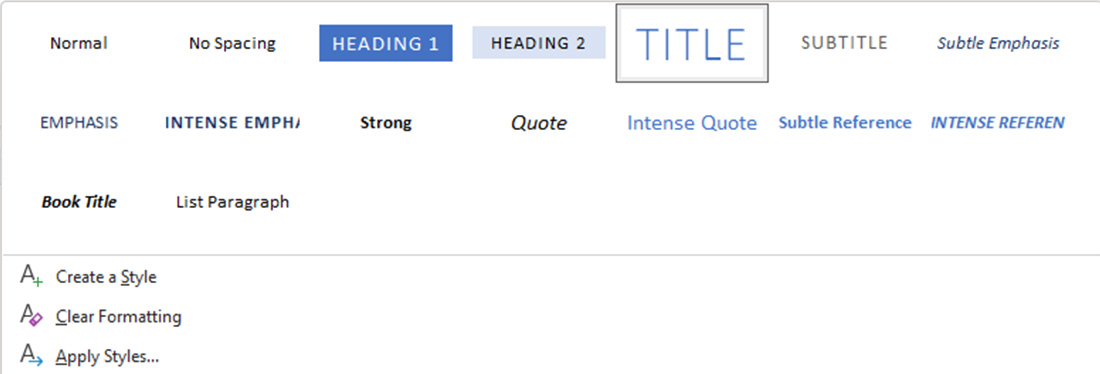 Normal No Spacing HEADING 1 HEADING 2 TITLE SUBTITLE Subtle Emphasis
EMPHASIS INTENSE EMPHA Strong Quote Intense Quote Subtle Reference INTENSE REFEREN
Book Title List Paragraph
Create a Style
Clear Formatting
Apply Styles...